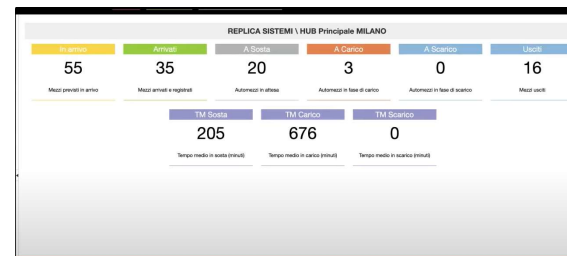 REPLICA SISTEMI \ HUB Principale MILANO
In arrivo
55
Mezzi previsti in arrivo
Arrivati
35
Mezzi arrivati e registrati
A Sosta
20
Automezzi in attesa
A Carico
3
Automezzi in fase di carico
A Scarico
0
Automezzi in fase di scarico
Usciti
16
Mezzi usciti
TM Sosta
205
Tempo medio in sosta (minuti)
TM Carico
676
Tempo medio in carico (minuti)
TM Scarico
0
Tempo medio in scarico (minuti)